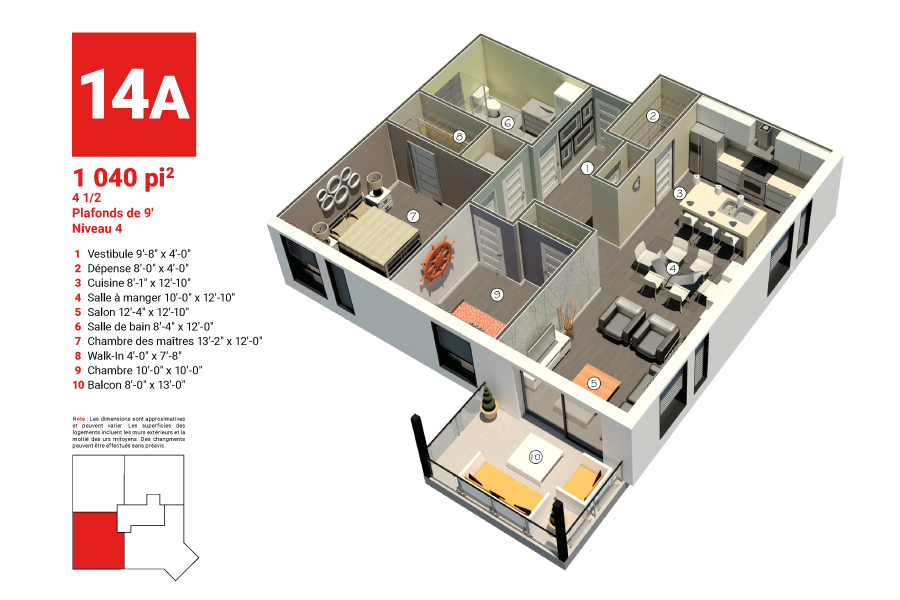 14A
1 040 pi²
4 1/2
Plafonds de 9'
Niveau 4
1 Vestibule 9'-8" x 4'-0"
2 Dépense 8'-0" x 4'-0"
3 Cuisine 8'-1" x 12'-10"
4 Salle à manger 10'-0" x 12'-10"
5 Salon 12'-4" x 12'-10"
6 Salle de bain 8'-4" x 12'-0"
7 Chambre des maîtres 13'-2" x 12'-0"
8 Walk-In 4'-0" x 7'-8"
9 Chambre 10'-0" x 10'-0"
10 Balcon 8'-0" x 13'-0"
Note : Les dimensions sont approximatives
et peuvent varier. Les superficies des
logements incluent les murs extérieurs et la
moitié des urs mitoyens. Des changments
peuvent être effectués sans préavis.
2
6
8
1
3
7
4
9
5
10